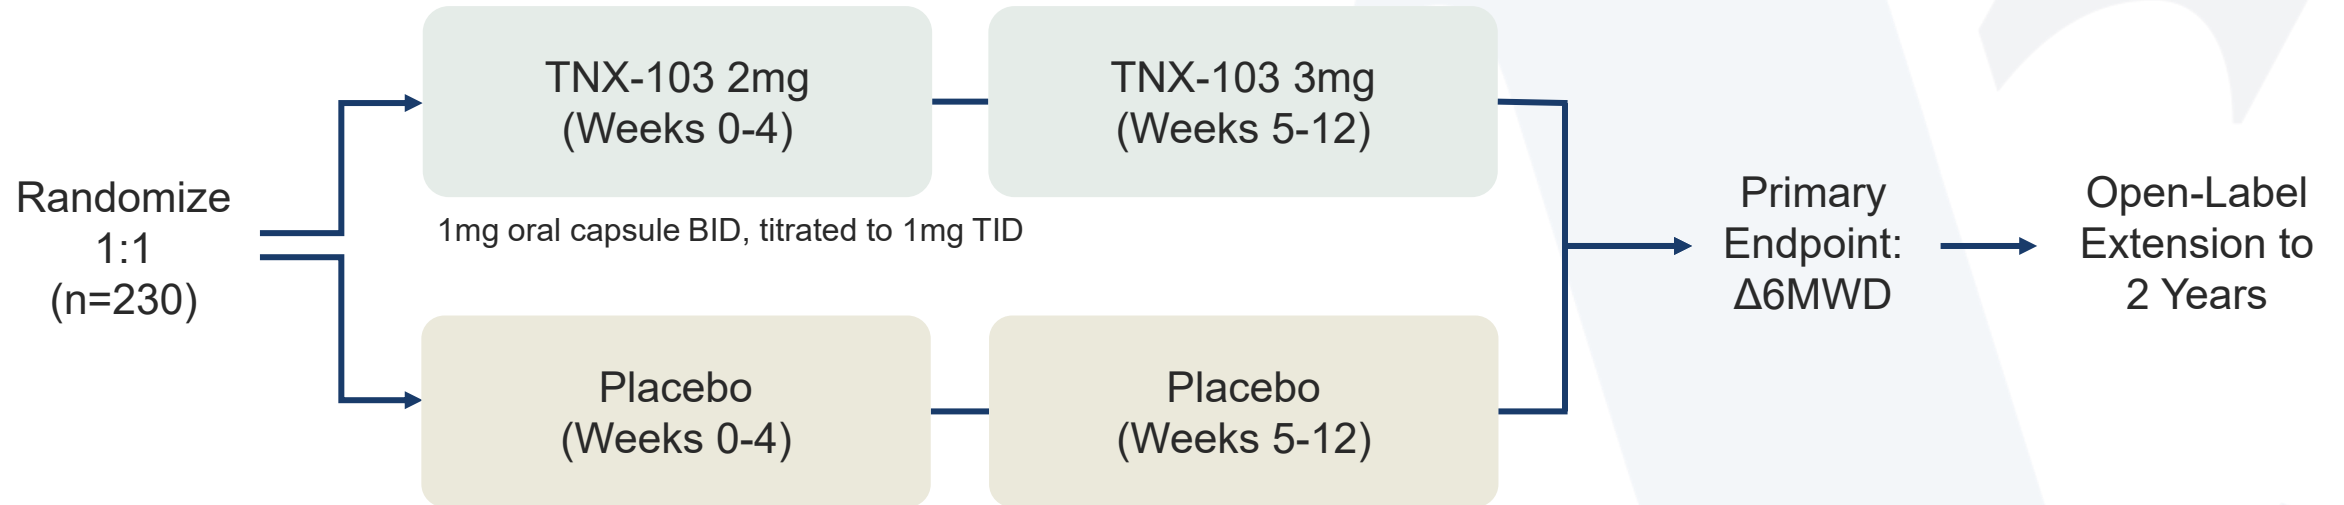 Randomize
1:1
(n=230)
TNX-103 2mg
(Weeks 0-4)
TNX-103 3mg
(Weeks 5-12)
1mg oral capsule BID, titrated to 1mg TID
Placebo
(Weeks 0-4)
Placebo
(Weeks 5-12)
Primary
Endpoint:
Δ6MWD
Open-Label
Extension to
2 Years